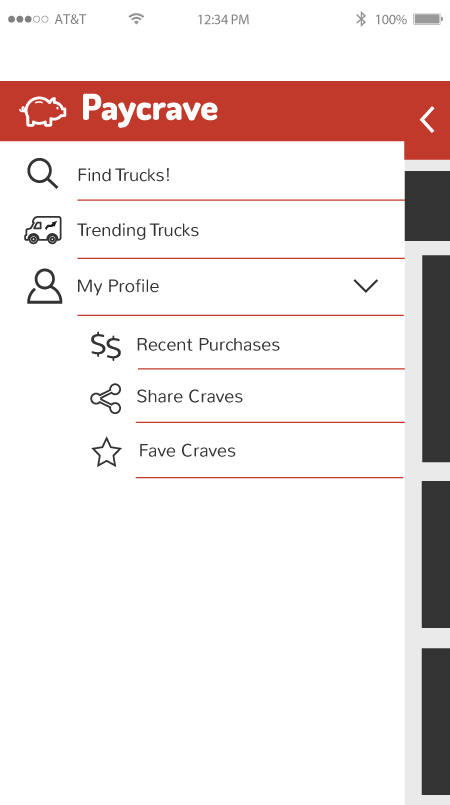 AT&T 12:34 PM 100%
Paycrave
Find Trucks!
Trending Trucks
My Profile
$$ Recent Purchases
Share Craves
Fave Craves